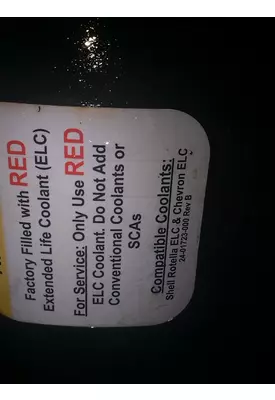 Factory Filled with RED
Extended Life Coolant (ELC)
For Service: Only Use RED
ELC Coolant. Do Not Add
Conventional Coolants or
SCAs
Compatible Coolants:
Shell Rotella ELC & Chevron ELC
24-01723-000 Rev B